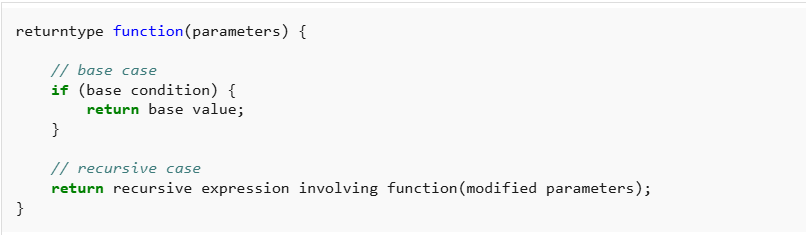 returntype function(parameters) {
// base case
if (base condition) {
return base value;
}
// recursive case
return recursive expression involving function(modified parameters);
}